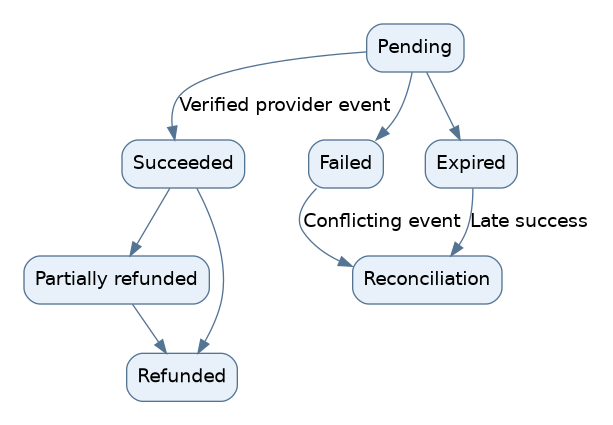 Pending
Verified provider event
Succeeded
Failed
Expired
Conflicting event
Late success
Partially refunded
Reconciliation
Refunded